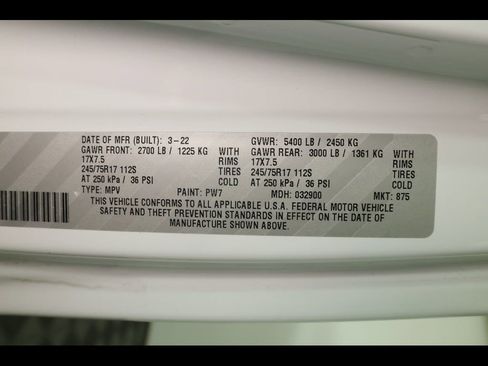 DATE OF MFR (BUILT): 3-22 GVWR: 5400 LB / 2450 KG
GAWR FRONT: 2700 LB / 1225 KG WITH GAWR REAR: 3000 LB / 1361 KG WITH
17X7.5 RIMS 17X7.5 RIMS
245/75R17 112S TIRES 245/75R17 112S TIRES
AT 250 kPa / 36 PSI COLD AT 250 kPa / 36 PSI COLD
TYPE: MPV PAINT: PW7 MDH: 032900 MKT: 875
THIS VEHICLE CONFORMS TO ALL APPLICABLE U.S.A. FEDERAL MOTOR VEHICLE
SAFETY AND THEFT PREVENTION STANDARDS IN EFFECT ON THE DATE OF
MANUFACTURE SHOWN ABOVE.